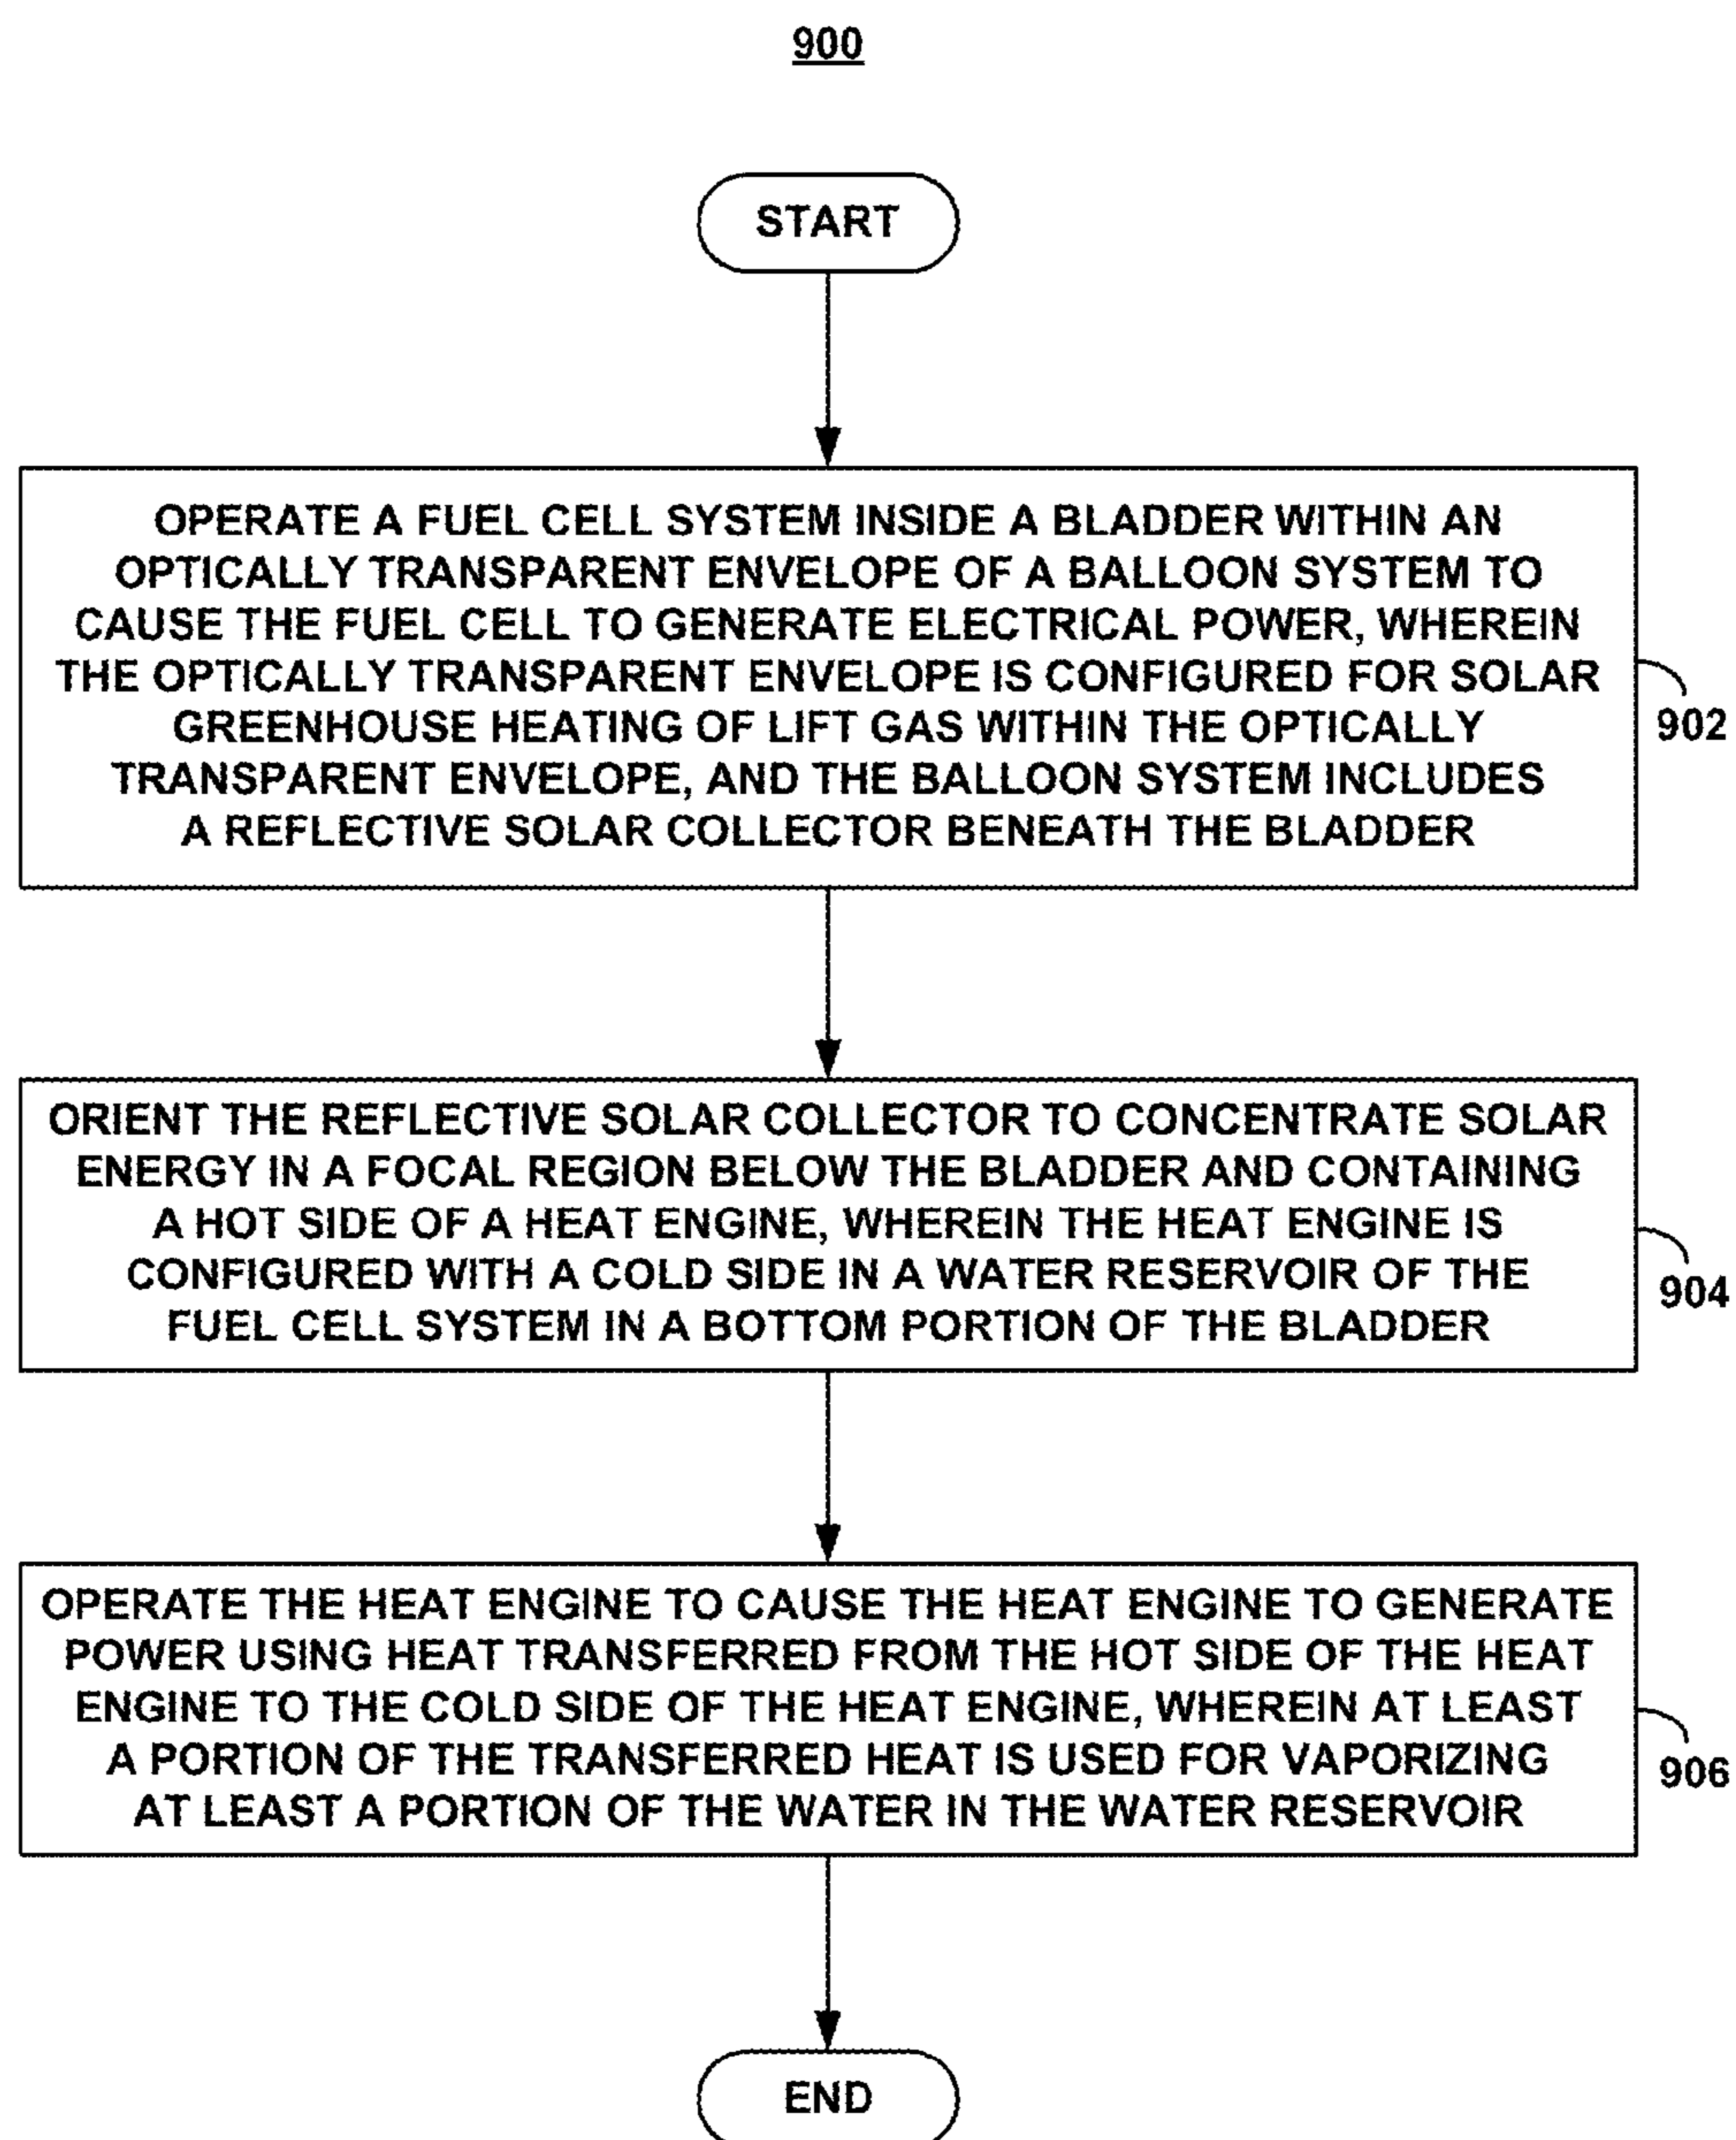 900
START
OPERATE A FUEL CELL SYSTEM INSIDE A BLADDER WITHIN AN
OPTICALLY TRANSPARENT ENVELOPE OF A BALLOON SYSTEM TO
CAUSE THE FUEL CELL TO GENERATE ELECTRICAL POWER, WHEREIN
THE OPTICALLY TRANSPARENT ENVELOPE IS CONFIGURED FOR SOLAR
GREENHOUSE HEATING OF LIFT GAS WITHIN THE OPTICALLY
TRANSPARENT ENVELOPE, AND THE BALLOON SYSTEM INCLUDES
A REFLECTIVE SOLAR COLLECTOR BENEATH THE BLADDER
902
ORIENT THE REFLECTIVE SOLAR COLLECTOR TO CONCENTRATE SOLAR
ENERGY IN A FOCAL REGION BELOW THE BLADDER AND CONTAINING
A HOT SIDE OF A HEAT ENGINE, WHEREIN THE HEAT ENGINE IS
CONFIGURED WITH A COLD SIDE IN A WATER RESERVOIR OF THE
FUEL CELL SYSTEM IN A BOTTOM PORTION OF THE BLADDER
904
OPERATE THE HEAT ENGINE TO CAUSE THE HEAT ENGINE TO GENERATE
POWER USING HEAT TRANSFERRED FROM THE HOT SIDE OF THE HEAT
ENGINE TO THE COLD SIDE OF THE HEAT ENGINE, WHEREIN AT LEAST
A PORTION OF THE TRANSFERRED HEAT IS USED FOR VAPORIZING
AT LEAST A PORTION OF THE WATER IN THE WATER RESERVOIR
906
END